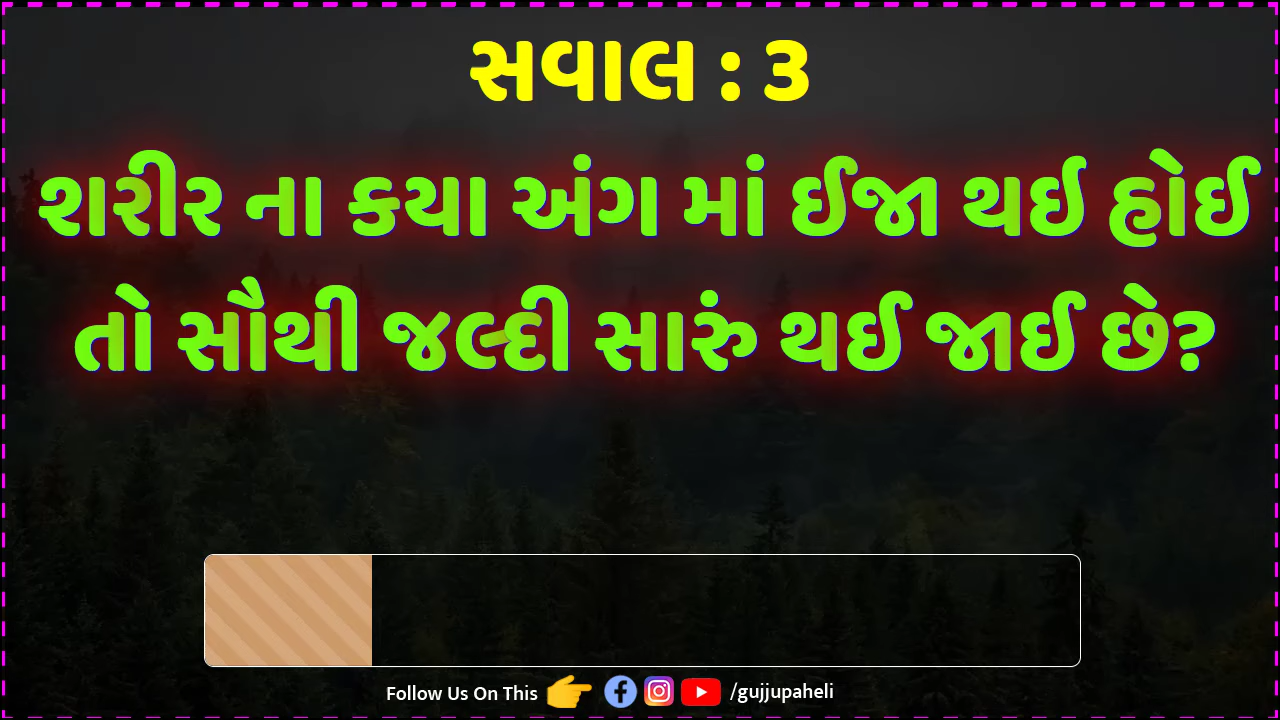 સવાલ : ૩
શરીર ના કયા અંગ માં ઈજા થઇ હોઈ
તો સૌથી જલ્દી સારું થઈ જાઈ છે?
Follow Us On This /gujjupaheli